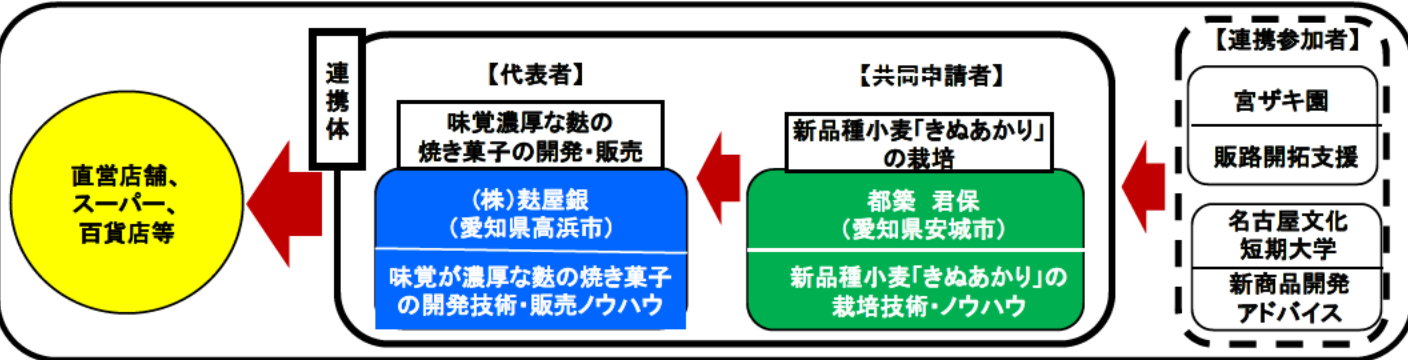 直営店舗、
スーパー、
百貨店等
連
携
体
【代表者】
味覚濃厚な麩の
焼き菓子の開発・販売
(株)麩屋銀
(愛知県高浜市)
味覚が濃厚な麩の焼き菓子
の開発技術・販売ノウハウ
【共同申請者】
新品種小麦「きぬあかり」
の栽培
都築　君保
(愛知県安城市)
新品種小麦「きぬあかり」の
栽培技術・ノウハウ
【連携参加者】
宮ザキ園
販路開拓支援
名古屋文化
短期大学
新商品開発
アドバイス